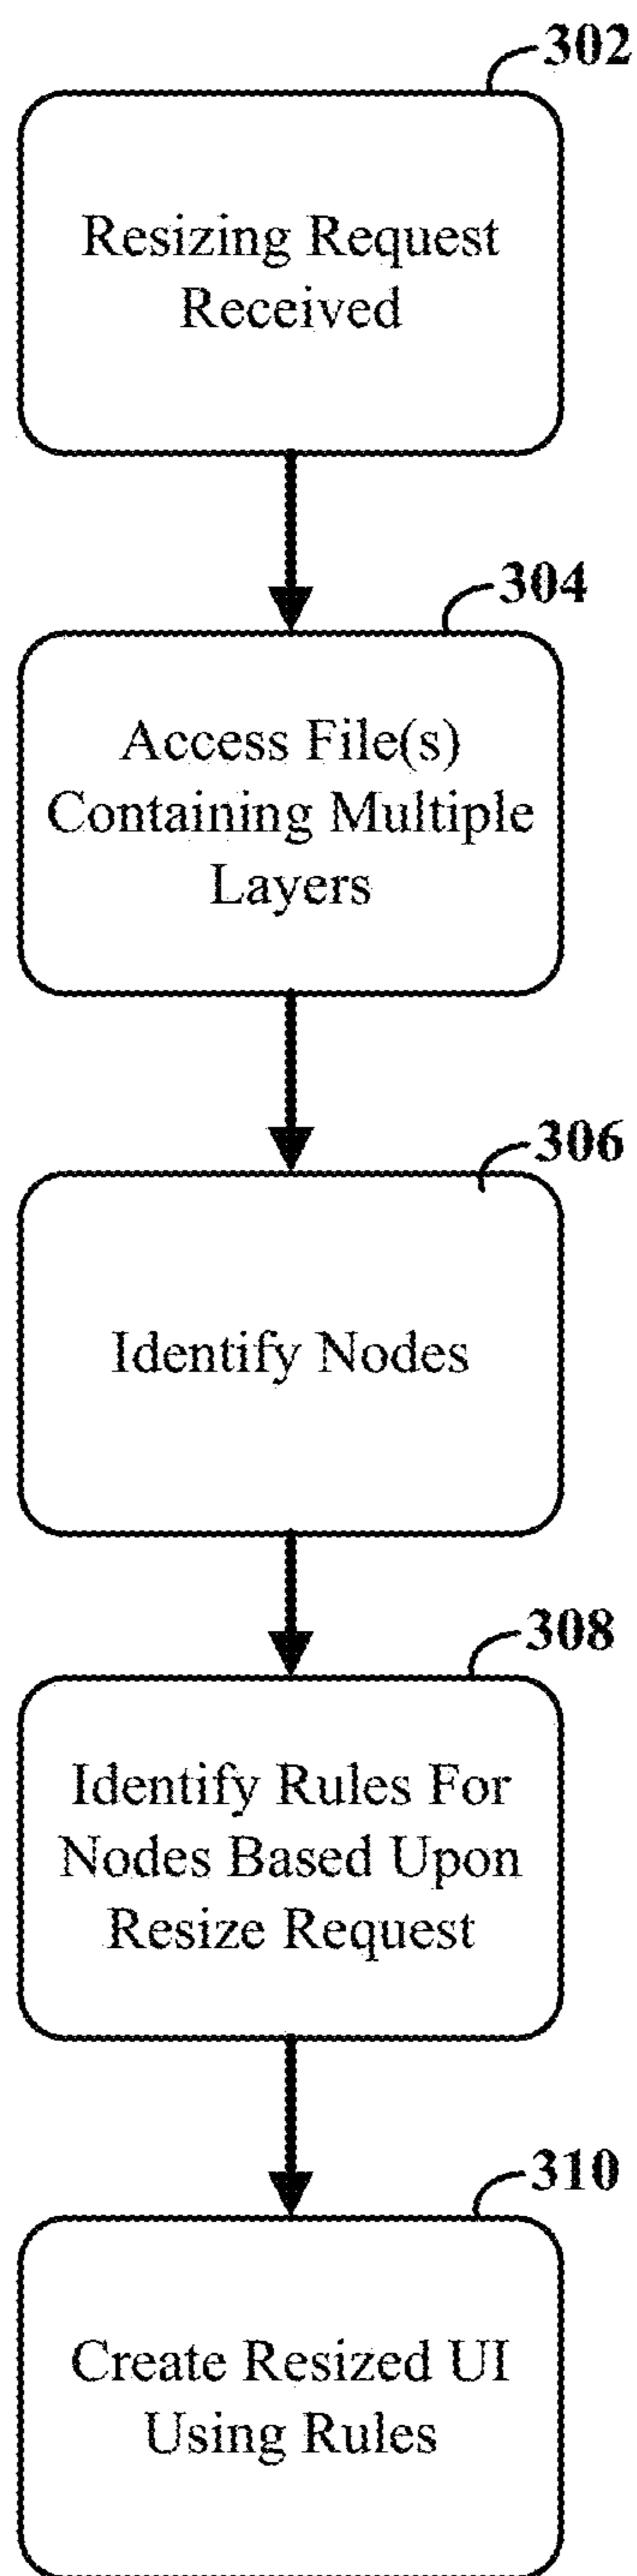 302
Resizing Request
Received
304
Access File(s)
Containing Multiple
Layers
306
Identify Nodes
308
Identify Rules For
Nodes Based Upon
Resize Request
310
Create Resized UI
Using Rules